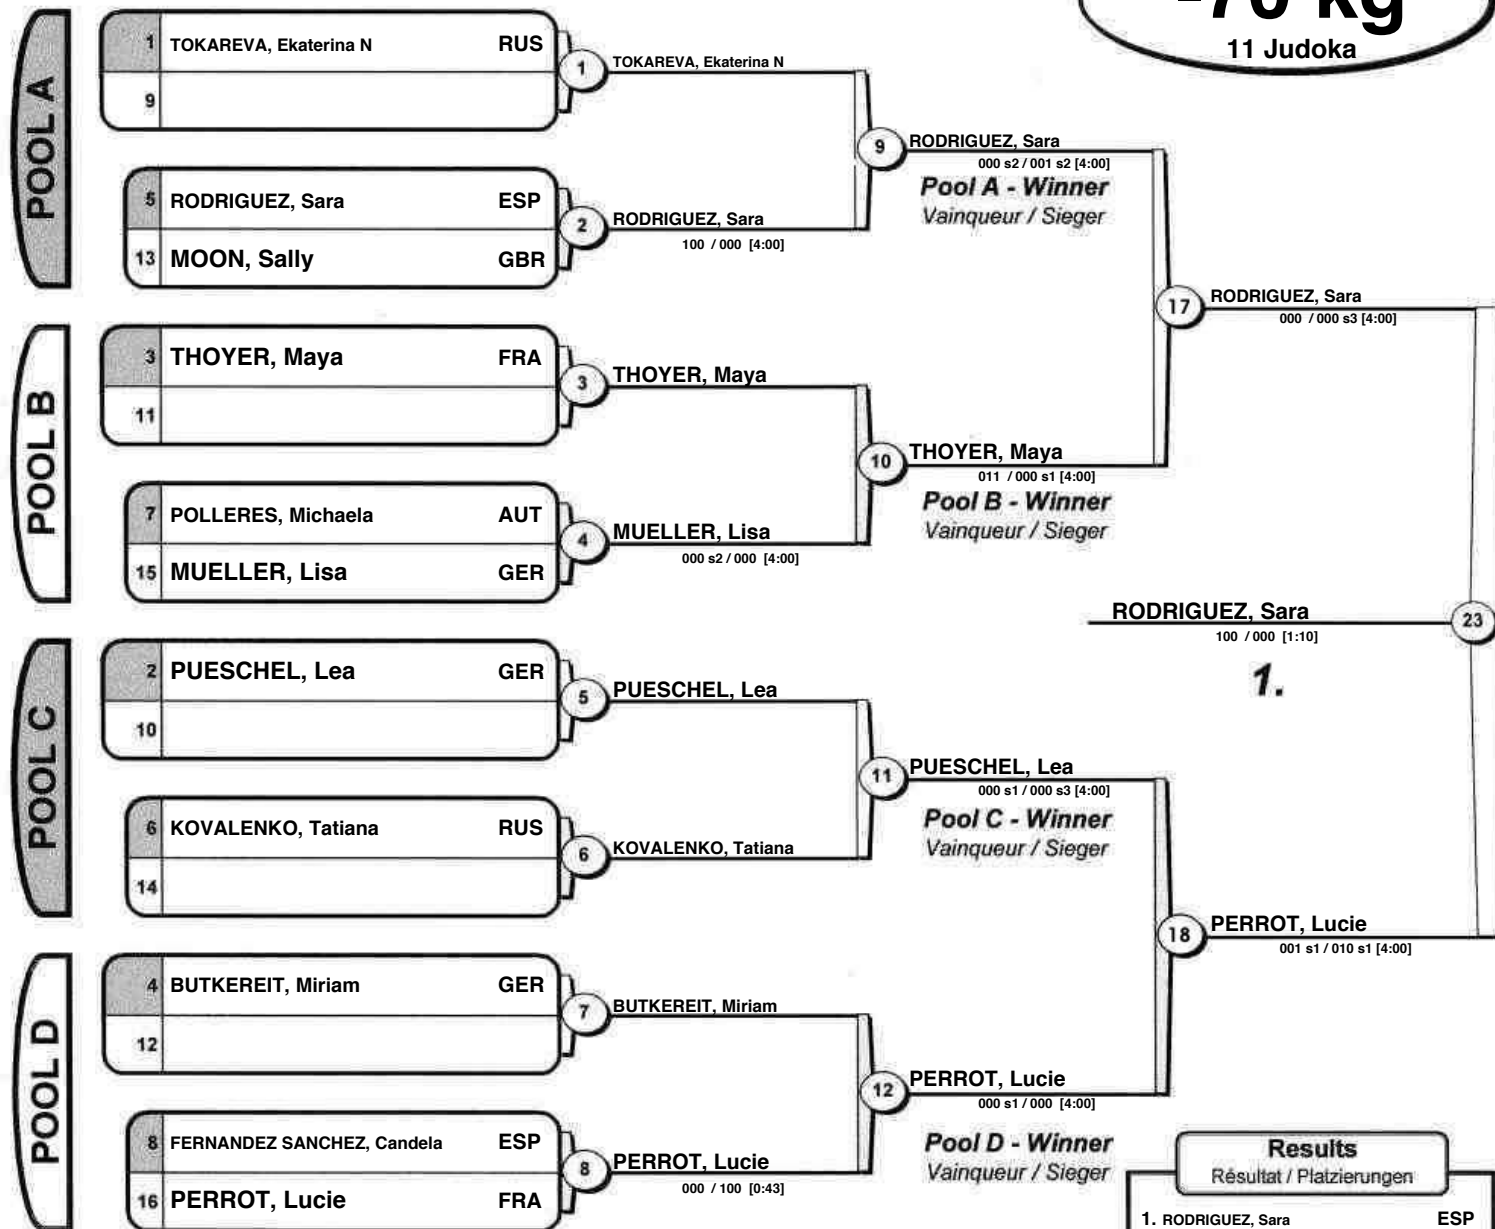 -70 kg
11 Judoka
POOL A
1 TOKAREVA, Ekaterina N RUS
9
1 TOKAREVA, Ekaterina N
5 RODRIGUEZ, Sara ESP
13 MOON, Sally GBR
2 RODRIGUEZ, Sara
100 / 000 [4:00]
9 RODRIGUEZ, Sara
000 s2 / 001 s2 [4:00]
Pool A - Winner
Vainqueur / Sieger
POOL B
3 THOYER, Maya FRA
11
3 THOYER, Maya
7 POLLERES, Michaela AUT
15 MUELLER, Lisa GER
4 MUELLER, Lisa
000 s2 / 000 [4:00]
10 THOYER, Maya
011 / 000 s1 [4:00]
Pool B - Winner
Vainqueur / Sieger
17 RODRIGUEZ, Sara
000 / 000 s3 [4:00]
RODRIGUEZ, Sara 23
100 / 000 [1:10]
1.
POOL C
2 PUESCHEL, Lea GER
10
5 PUESCHEL, Lea
6 KOVALENKO, Tatiana RUS
14
6 KOVALENKO, Tatiana
11 PUESCHEL, Lea
000 s1 / 000 s3 [4:00]
Pool C - Winner
Vainqueur / Sieger
POOL D
4 BUTKEREIT, Miriam GER
12
7 BUTKEREIT, Miriam
8 FERNANDEZ SANCHEZ, Candela ESP
16 PERROT, Lucie FRA
8 PERROT, Lucie
000 / 100 [0:43]
12 PERROT, Lucie
000 s1 / 000 [4:00]
Pool D - Winner
Vainqueur / Sieger
18 PERROT, Lucie
001 s1 / 010 s1 [4:00]
Results
Résultat / Platzierungen
1. RODRIGUEZ, Sara ESP